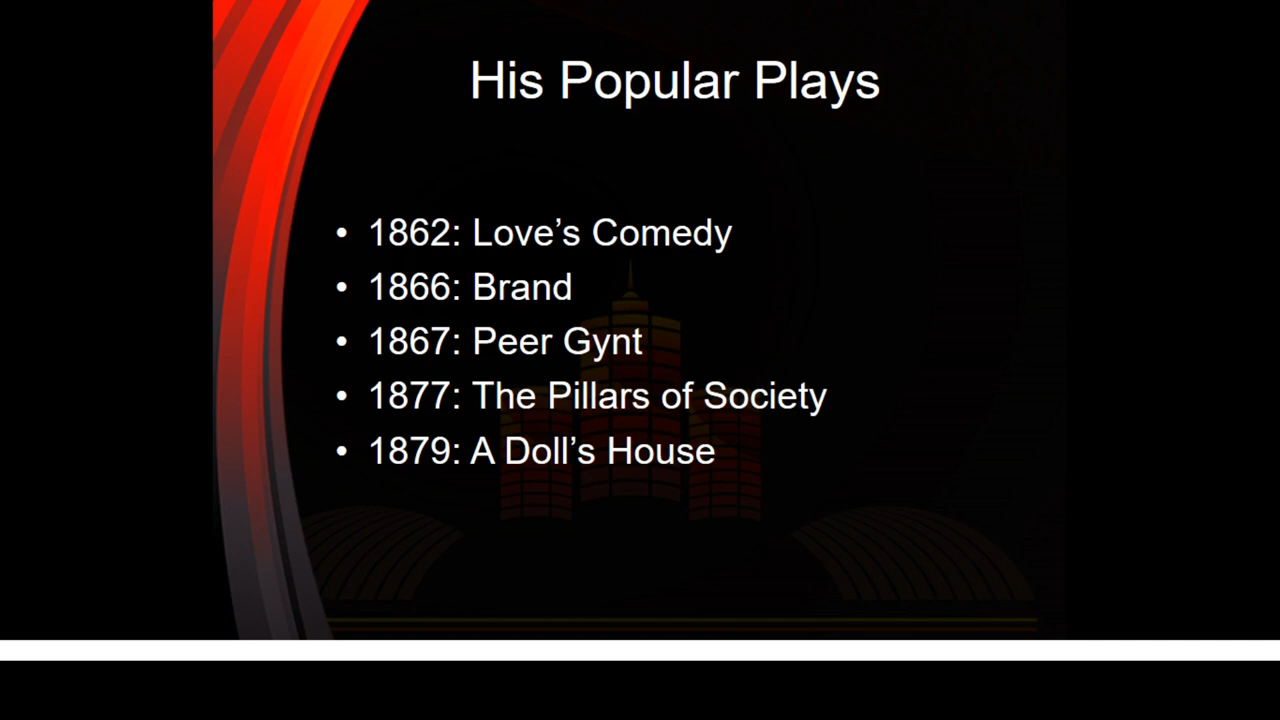 His Popular Plays
• 1862: Love’s Comedy
• 1866: Brand
• 1867: Peer Gynt
• 1877: The Pillars of Society
• 1879: A Doll’s House